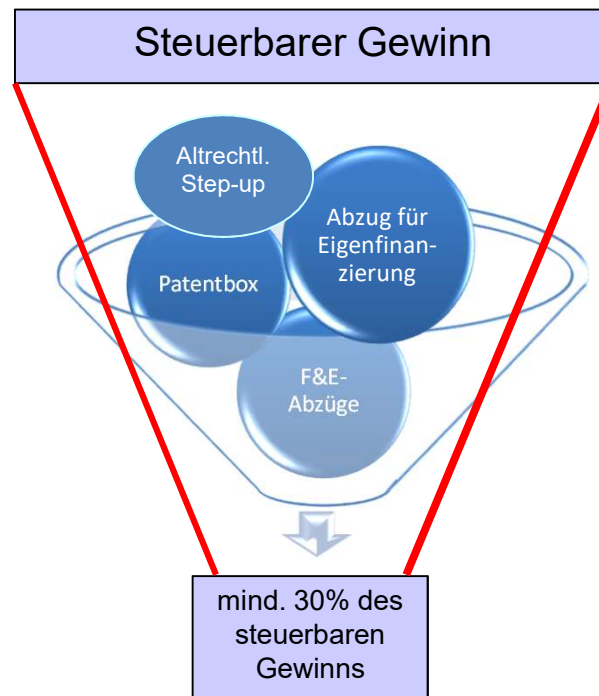 Steuerbarer Gewinn
Altrechtl.
Step-up
Abzug für
Eigenfinan-
zierung
Patentbox
F&E-
Abzüge
mind. 30% des
steuerbaren
Gewinns